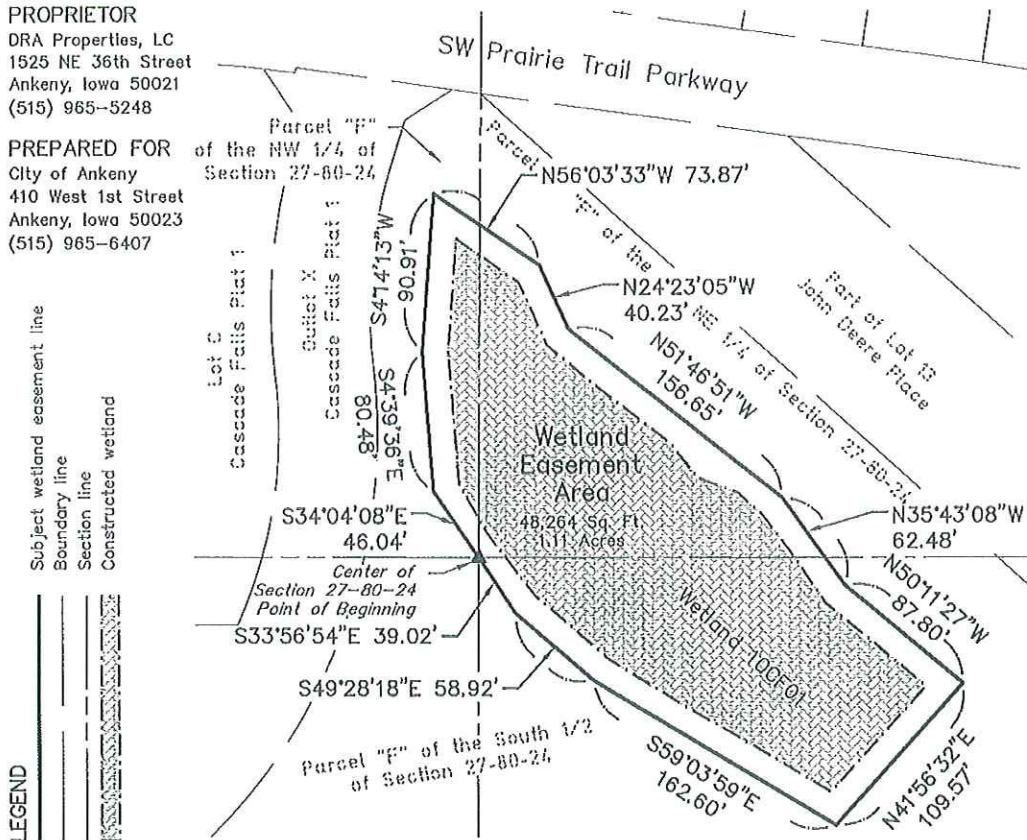 PROPRIETOR
DRA Properties, LC
1525 NE 36th Street
Ankeny, Iowa 50021
(515) 965-5248
PREPARED FOR
City of Ankeny
410 West 1st Street
Ankeny, Iowa 50023
(515) 965-6407
SW Prairie Trail Parkway
Parcel "F"
of the NW 1/4 of
Section 27-80-24
Parcel "F" of the NE 1/4 of Section 27-80-24
N56°03'33"W 73.87'
N24°23'05"W
40.23'
N51°46'51"W
156.65'
Part of Lot 13
John Deere Place
Lot C
Cascade Falls Plat 1
Outlot X
Cascade Falls Plat 1
S4°14'13"W
90.91'
S4°39'36"E
80.48'
Wetland
Easement
Area
48,264 Sq. Ft.
1.11 Acres
N35°43'08"W
62.48'
S34°04'08"E
46.04'
Center of
Section 27-80-24
Point of Beginning
N50°11'27"W
87.80'
S33°56'54"E 39.02'
Wetland 10CF01
S49°28'18"E 58.92'
Parcel "F" of the South 1/2
of Section 27-80-24
S59°03'59"E
162.60'
N41°56'32"E
109.57'
LEGEND
Subject wetland easement line
Boundary line
Section line
Constructed wetland